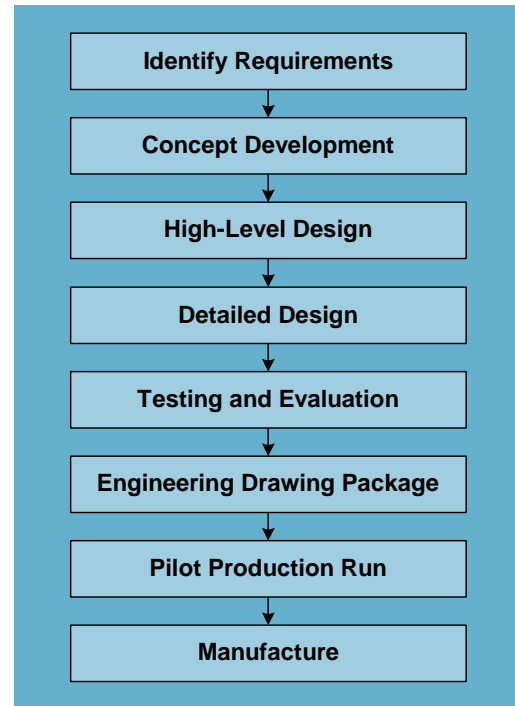 Identify Requirements
Concept Development
High-Level Design
Detailed Design
Testing and Evaluation
Engineering Drawing Package
Pilot Production Run
Manufacture